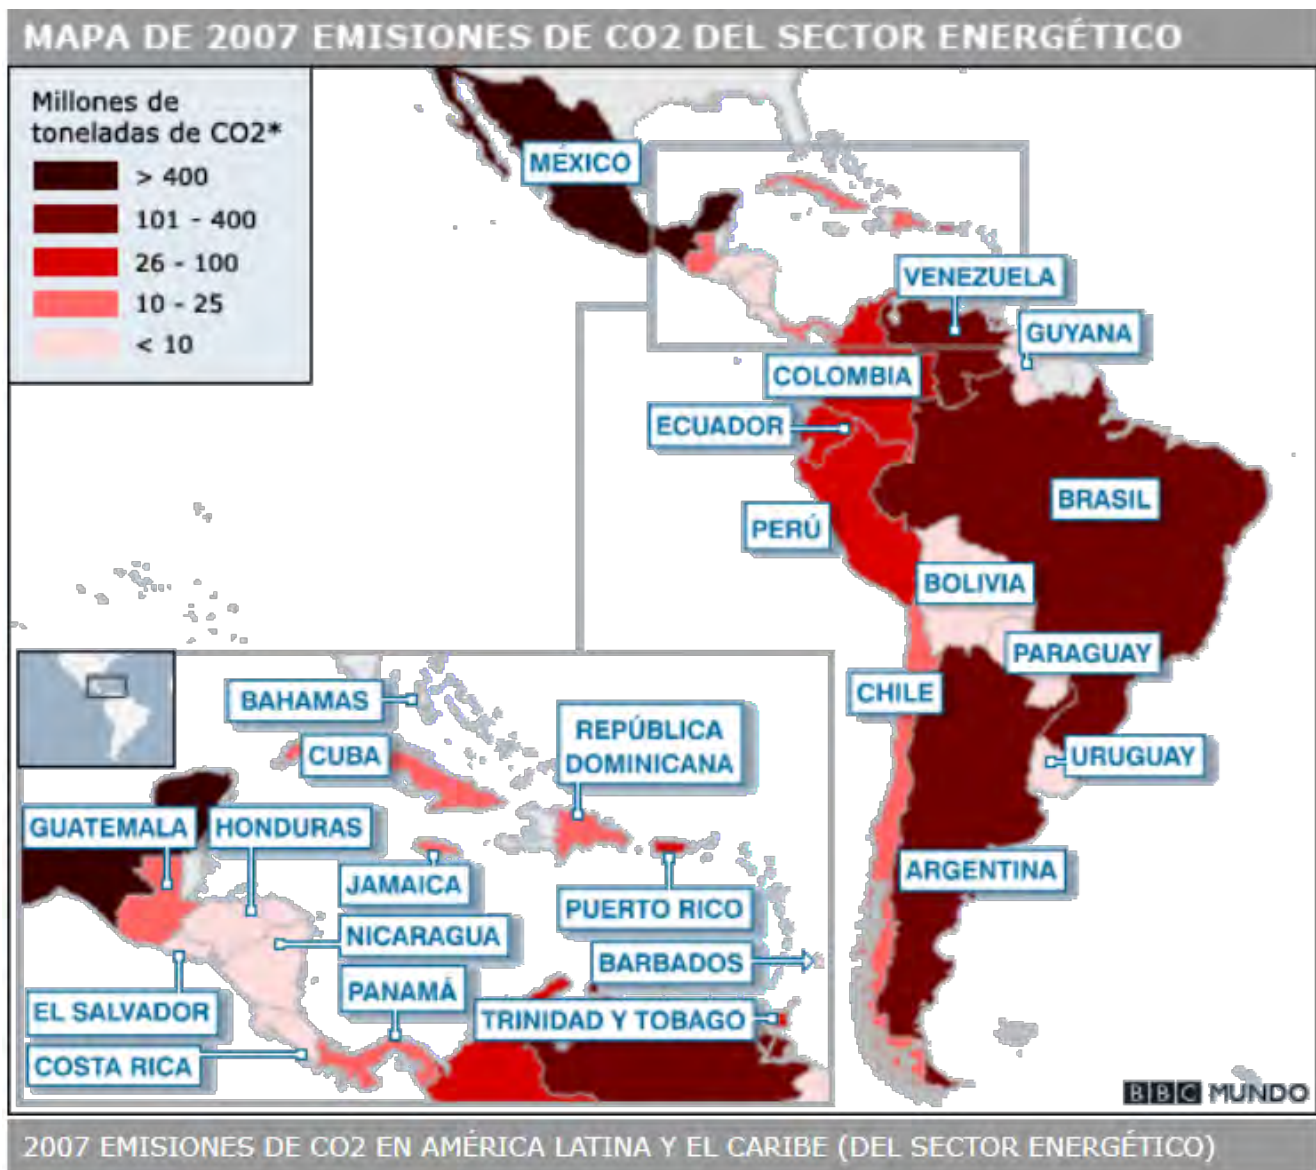 MAPA DE 2007 EMISIONES DE CO2 DEL SECTOR ENERGÉTICO
Millones de
toneladas de CO2*
> 400
101 - 400
26 - 100
10 - 25
< 10
MÉXICO
VENEZUELA
GUYANA
COLOMBIA
ECUADOR
BRASIL
PERÚ
BOLIVIA
PARAGUAY
CHILE
URUGUAY
ARGENTINA
BAHAMAS
CUBA
REPÚBLICA
DOMINICANA
GUATEMALA
HONDURAS
JAMAICA
PUERTO RICO
NICARAGUA
BARBADOS
PANAMÁ
EL SALVADOR
TRINIDAD Y TOBAGO
COSTA RICA
BBC MUNDO
2007 EMISIONES DE CO2 EN AMÉRICA LATINA Y EL CARIBE (DEL SECTOR ENERGÉTICO)